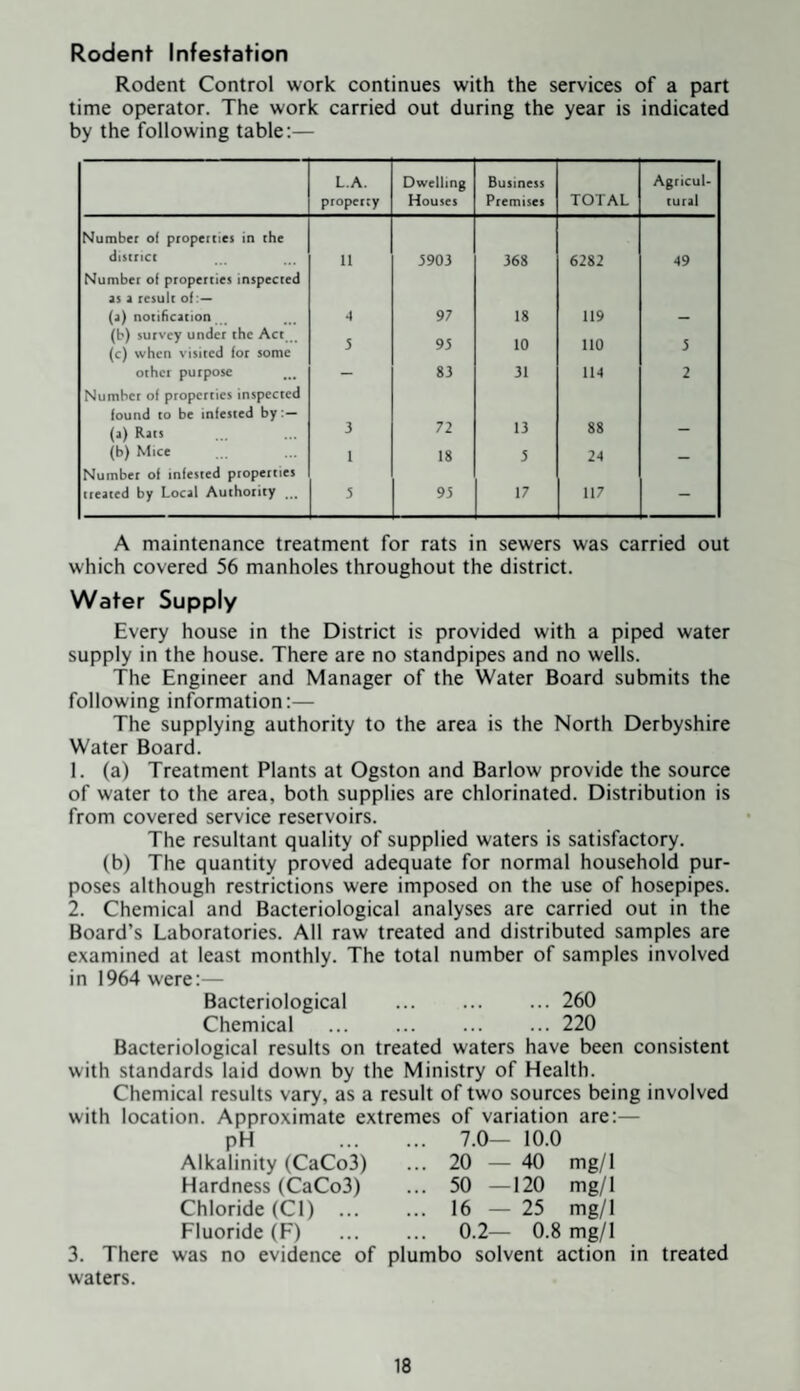 Rodent Infestation
Rodent Control work continues with the services of a part
time operator. The work carried out during the year is indicated
by the following table:—
L.A. property Dwelling Houses Business Premises TOTAL Agricul- tural
Number of properties in the
district ... ... 11 5903 368 6282 49
Number of properties inspected
as a result of:—
(a) notification ... ... 4 97 18 119 —
(b) survey under the Act ... 5 95 10 110 5
(c) when visited for some
other purpose ... — 83 31 114 2
Number of properties inspected
found to be infested by:—
(a) Rats ... ... 3 72 13 88 —
(b) Mice ... ... 1 18 5 24 —
Number of infested properties
treated by Local Authority ... 5 95 17 117 —
A maintenance treatment for rats in sewers was carried out
which covered 56 manholes throughout the district.
Water Supply
Every house in the District is provided with a piped water
supply in the house. There are no standpipes and no wells.
The Engineer and Manager of the Water Board submits the
following information:—
The supplying authority to the area is the North Derbyshire
Water Board.
1. (a) Treatment Plants at Ogston and Barlow provide the source
of water to the area, both supplies are chlorinated. Distribution is
from covered service reservoirs.
The resultant quality of supplied waters is satisfactory.
(b) The quantity proved adequate for normal household pur-
poses although restrictions were imposed on the use of hosepipes.
2. Chemical and Bacteriological analyses are carried out in the
Board's Laboratories. All raw treated and distributed samples are
examined at least monthly. The total number of samples involved
in 1964 were:—
Bacteriological ... ... ... 260
Chemical ... ... ... ... 220
Bacteriological results on treated waters have been consistent
with standards laid down by the Ministry of Health.
Chemical results vary, as a result of two sources being involved
with location. Approximate extremes of variation are:—
pH ... ... 7.0— 10.0
Alkalinity (CaCo3) ... 20 — 40 mg/l
Hardness (CaCo3) ... 50 —120 mg/l
Chloride (Cl) ... ... 16 — 25 mg/l
Fluoride (F) ... ... 0.2— 0.8 mg/l
3. There was no evidence of plumbo solvent action in treated
waters.
18